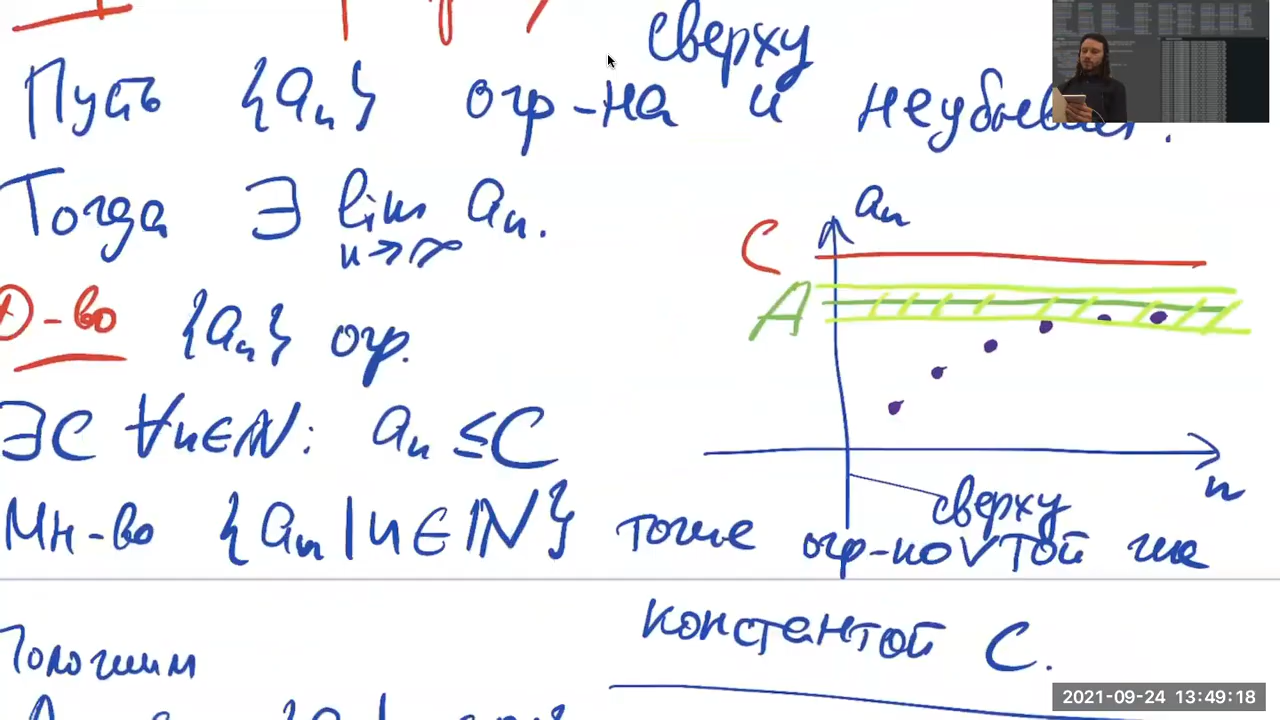 сверху
Пусть {aₙ} огр-на и неубывает.
Тогда ∃ lim aₙ.
n→∞
Д-во {aₙ} огр.
∃C ∀n∈ℕ: aₙ ≤ C
Мн-во {aₙ | n∈ℕ} тоже огр-но той же
сверху
константой C.
Положим
aₙ
C
A
n
2021-09-24 13:49:18